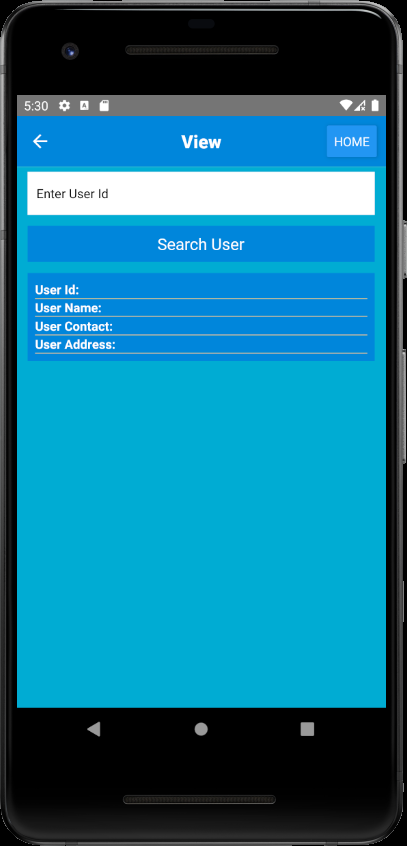 5:30
View
HOME
Enter User Id
Search User
User Id:
User Name:
User Contact:
User Address: